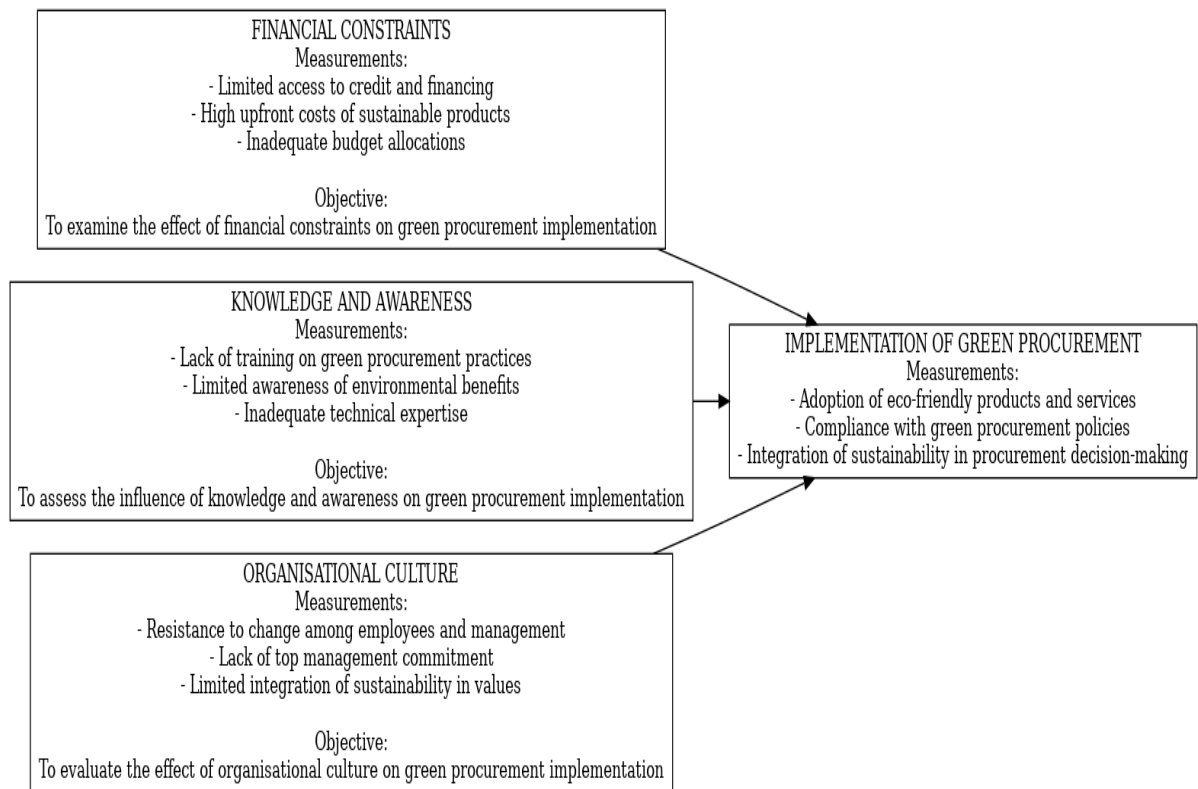 FINANCIAL CONSTRAINTS
Measurements:
- Limited access to credit and financing
- High upfront costs of sustainable products
- Inadequate budget allocations
Objective:
To examine the effect of financial constraints on green procurement implementation
KNOWLEDGE AND AWARENESS
Measurements:
- Lack of training on green procurement practices
- Limited awareness of environmental benefits
- Inadequate technical expertise
Objective:
To assess the influence of knowledge and awareness on green procurement implementation
ORGANISATIONAL CULTURE
Measurements:
- Resistance to change among employees and management
- Lack of top management commitment
- Limited integration of sustainability in values
Objective:
To evaluate the effect of organisational culture on green procurement implementation
IMPLEMENTATION OF GREEN PROCUREMENT
Measurements:
- Adoption of eco-friendly products and services
- Compliance with green procurement policies
- Integration of sustainability in procurement decision-making